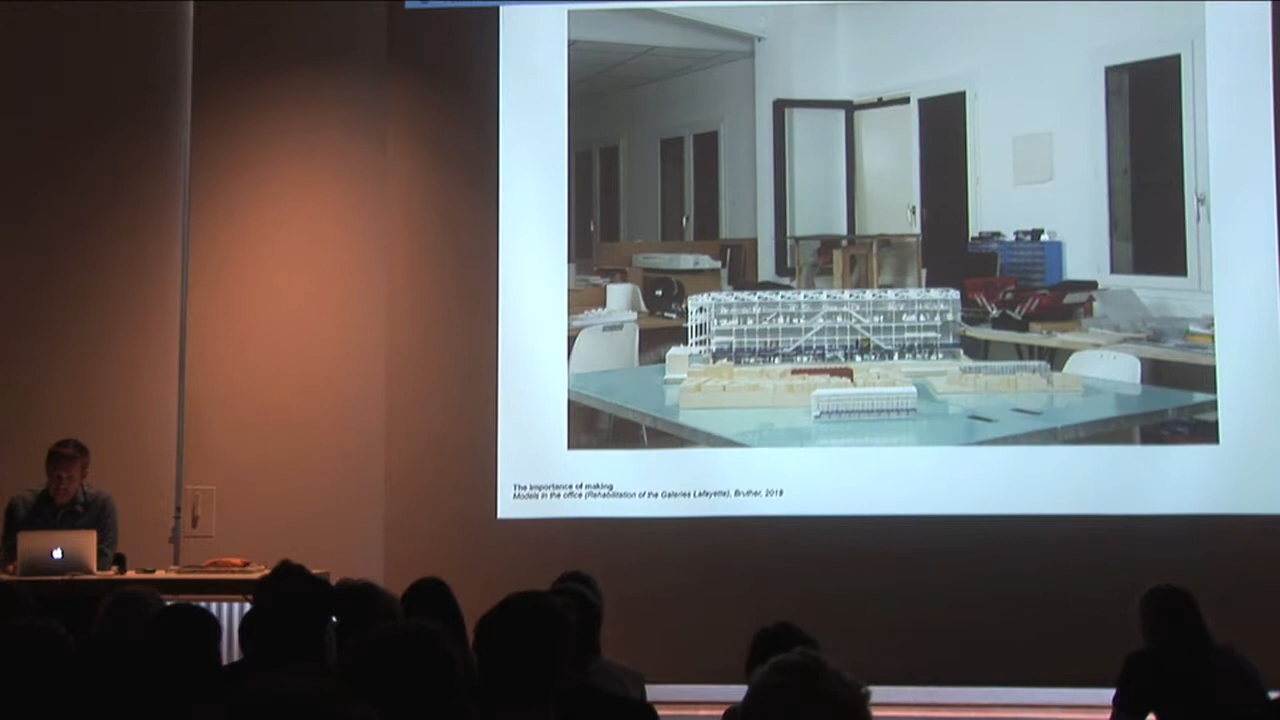 The importance of making
Models in the office (Rehabilitation of the Galeries Lafayette), Bruther, 2018